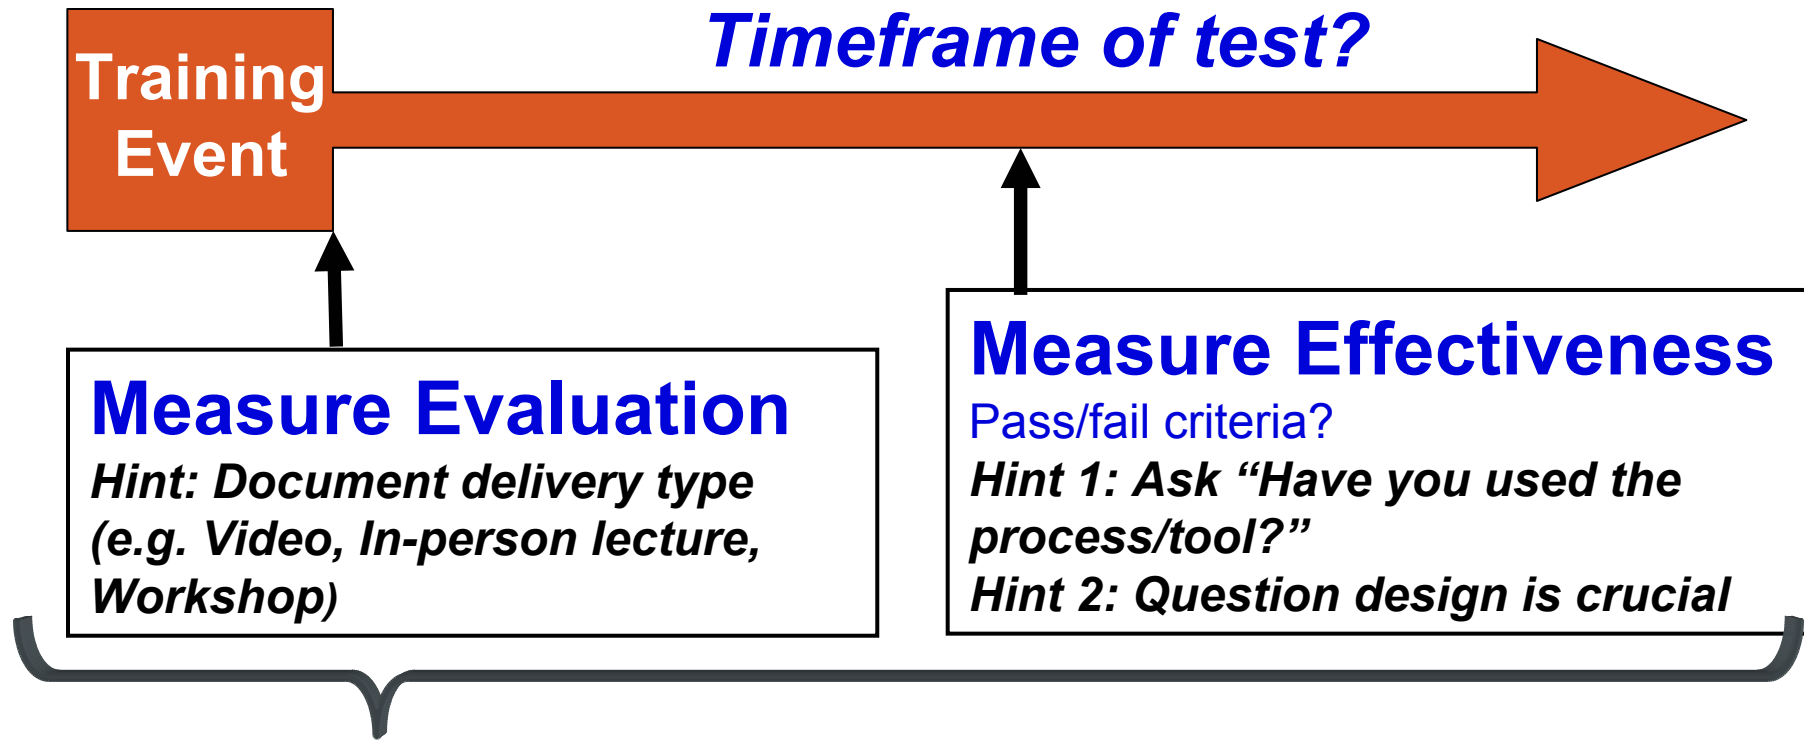 Training
Event
Timeframe of test?
Measure Evaluation
Hint: Document delivery type
(e.g. Video, In-person lecture,
Workshop)
Measure Effectiveness
Pass/fail criteria?
Hint 1: Ask “Have you used the
process/tool?”
Hint 2: Question design is crucial